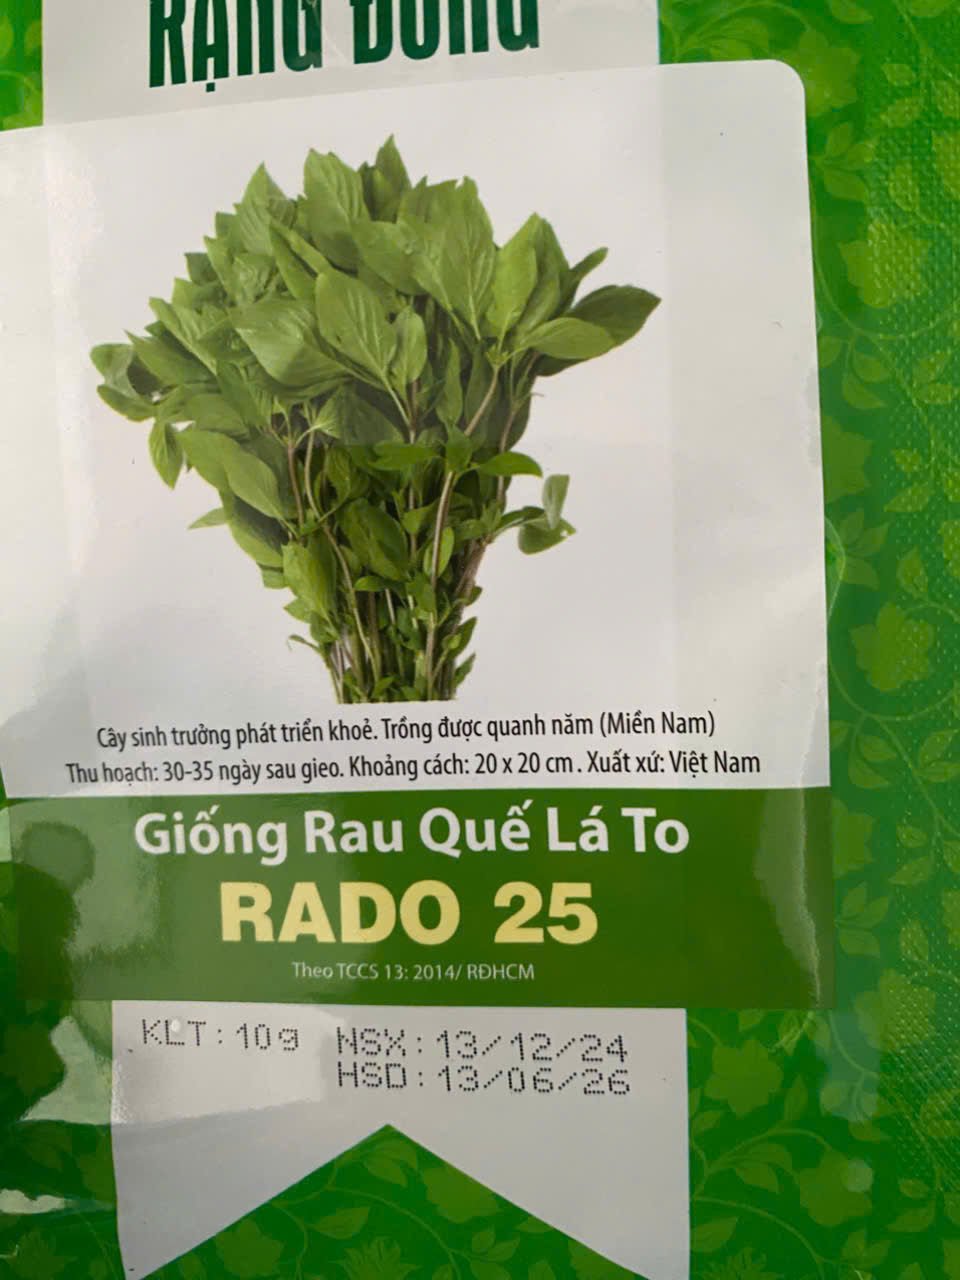 RẠNG ĐÔNG
Cây sinh trưởng phát triển khoẻ. Trồng được quanh năm (Miền Nam)
Thu hoạch: 30-35 ngày sau gieo. Khoảng cách: 20 x 20 cm. Xuất xứ: Việt Nam
Giống Rau Quế Lá To
RADO 25
Theo TCCS 13: 2014/ RĐHCM
KLT: 10g NSX: 13/12/24
HSD: 13/06/26